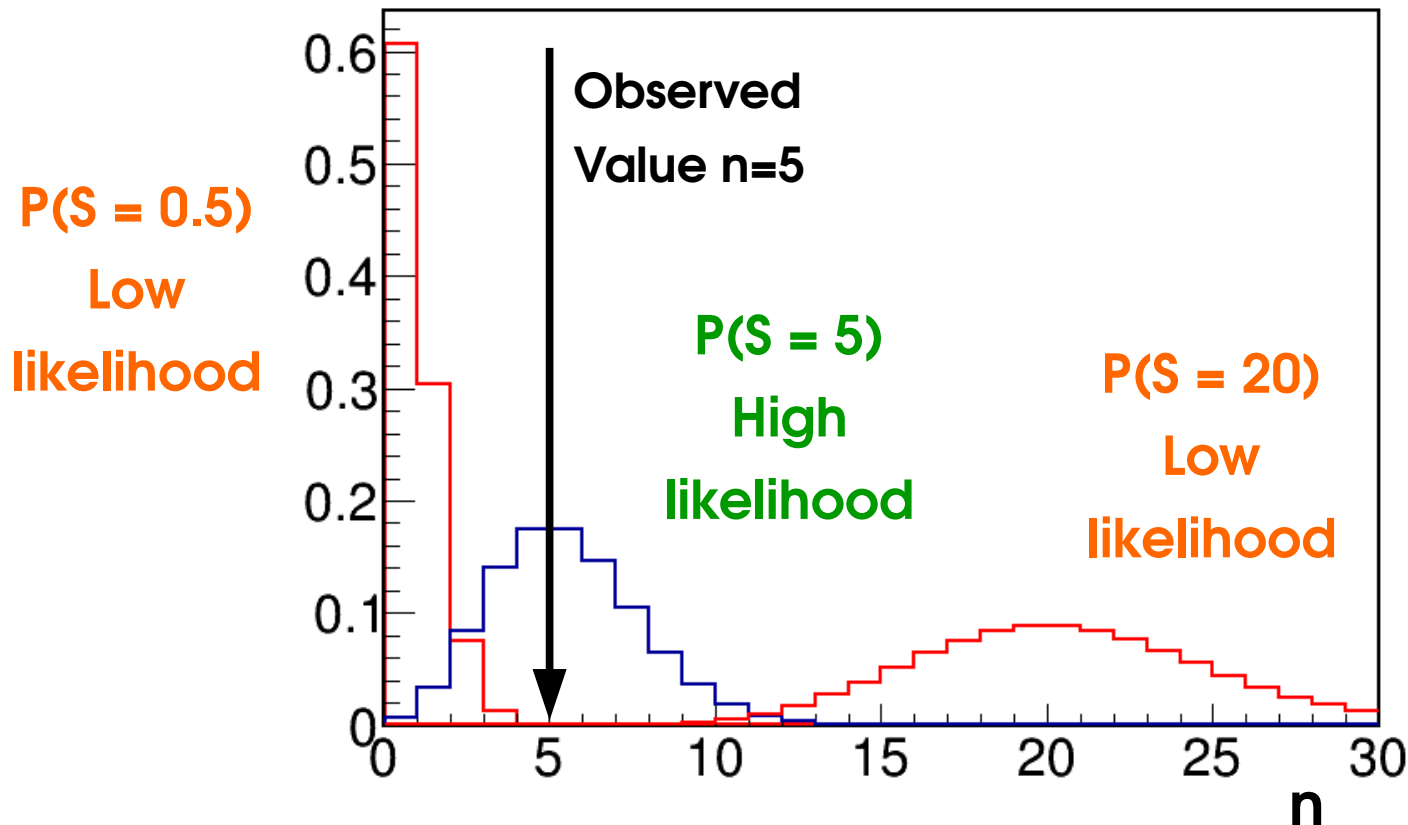 0.6
0.5
0.4
0.3
0.2
0.1
0
P(S = 0.5)
Low
likelihood
Observed
Value n=5
P(S = 5)
High
likelihood
P(S = 20)
Low
likelihood
0 5 10 15 20 25 30
n